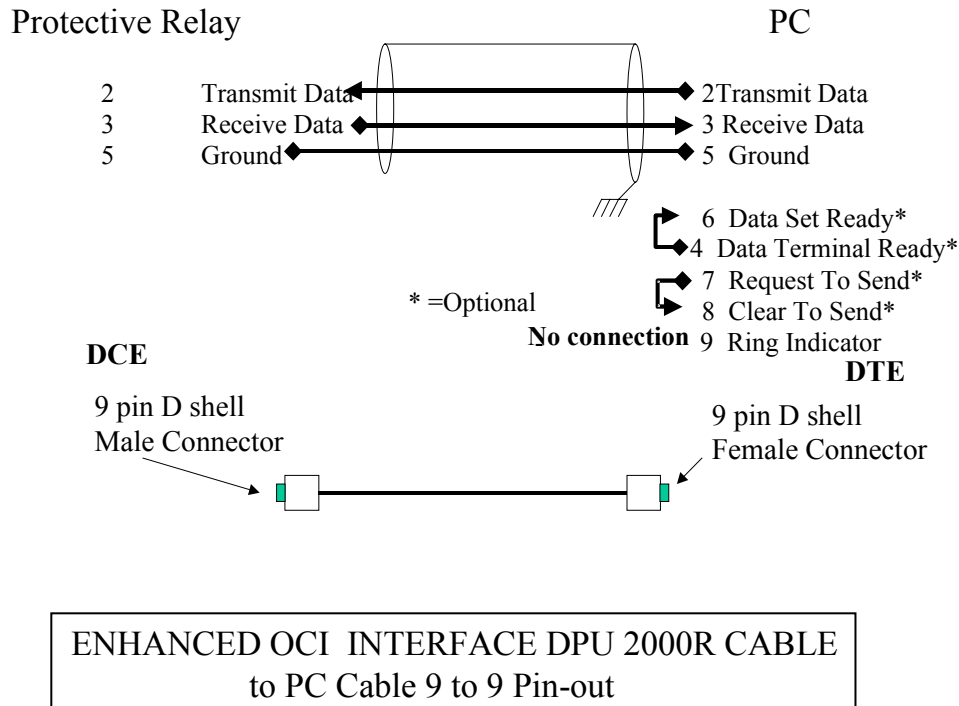 Protective Relay PC
2 Transmit Data 2Transmit Data
3 Receive Data 3 Receive Data
5 Ground 5 Ground
6 Data Set Ready*
4 Data Terminal Ready*
7 Request To Send*
* =Optional
8 Clear To Send*
No connection 9 Ring Indicator
DCE
DTE
9 pin D shell
Male Connector
9 pin D shell
Female Connector
ENHANCED OCI INTERFACE DPU 2000R CABLE
to PC Cable 9 to 9 Pin-out